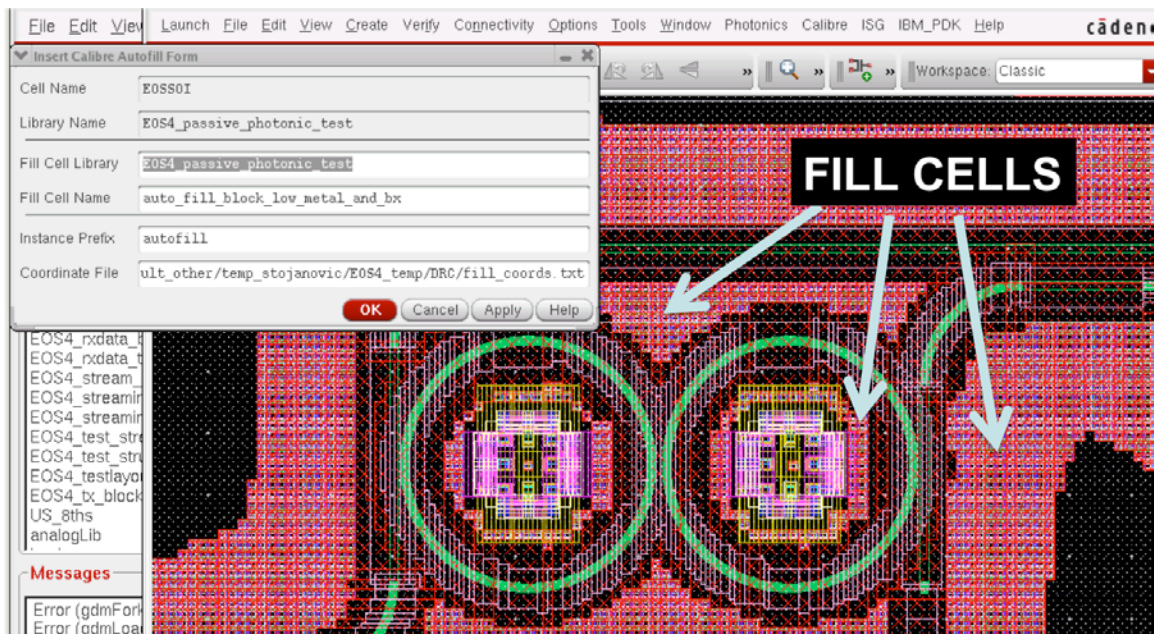 File Edit View Launch File Edit View Create Verify Connectivity Options Tools Window Photonics Calibre ISG IBM_PDK Help cādence
Insert Calibre Autofill Form
Cell Name EOSSOI
Library Name EOS4_passive_photonic_test
Fill Cell Library EOS4_passive_photonic_test
Fill Cell Name auto_fill_block_low_metal_and_bx
Instance Prefix autofill
Coordinate File ult_other/temp_stojanovic/EOS4_temp/DRC/fill_coords.txt
OK Cancel Apply Help
» » » Workspace: Classic
FILL CELLS
EOS4_rxdata_
EOS4_rxdata_t
EOS4_stream_
EOS4_streamin
EOS4_streamin
EOS4_test_stre
EOS4_test_stru
EOS4_testlayo
EOS4_tx_block
US_8ths
analogLib
Messages
Error (gdmFork
Error (gdmLoa